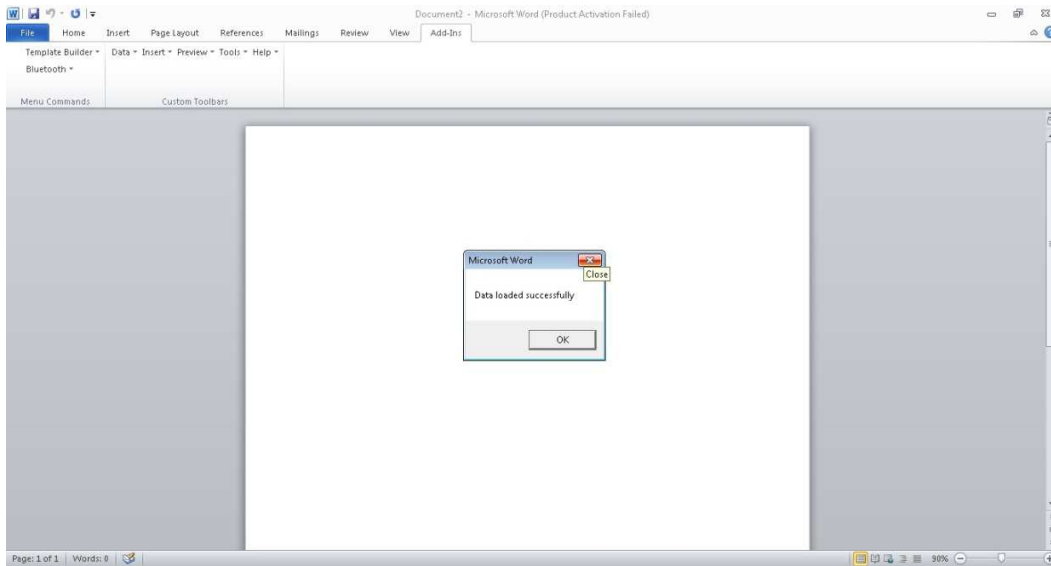 Document2 - Microsoft Word (Product Activation Failed)
File Home Insert Page Layout References Mailings Review View Add-Ins
Template Builder Data Insert Preview Tools Help
Bluetooth
Menu Commands Custom Toolbars
Microsoft Word
Close
Data loaded successfully
OK
Page: 1 of 1 Words: 0 90%